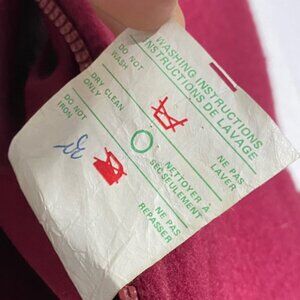 WASHING INSTRUCTIONS
INSTRUCTIONS DE LAVAGE
DO NOT
WASH
NE PAS
LAVER
DRY CLEAN
ONLY
NETTOYER A
SEC SEULEMENT
DO NOT
IRON
NE PAS
REPASSER